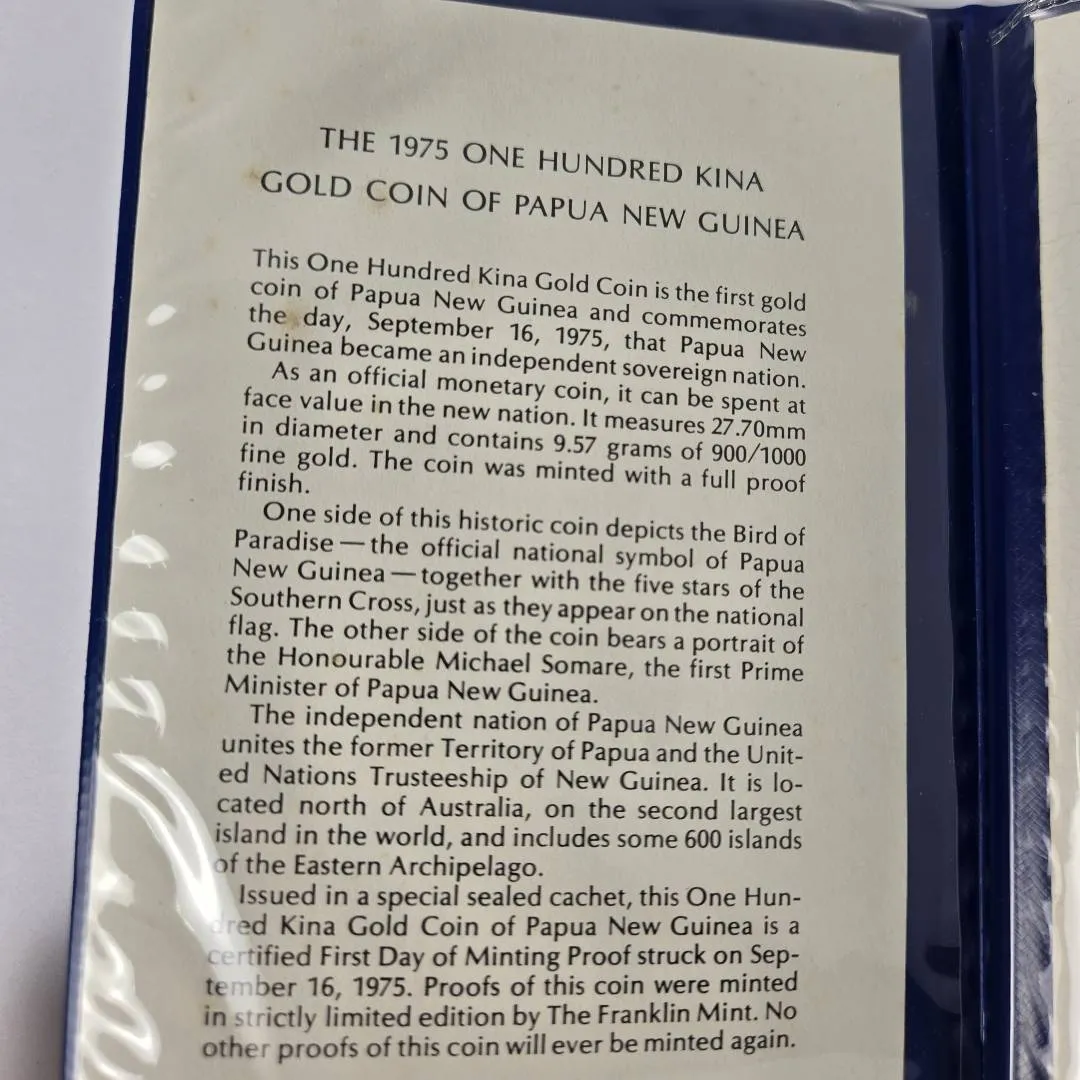 THE 1975 ONE HUNDRED KINA
GOLD COIN OF PAPUA NEW GUINEA
This One Hundred Kina Gold Coin is the first gold
coin of Papua New Guinea and commemorates
the day, September 16, 1975, that Papua New
Guinea became an independent sovereign nation.
As an official monetary coin, it can be spent at
face value in the new nation. It measures 27.70mm
in diameter and contains 9.57 grams of 900/1000
fine gold. The coin was minted with a full proof
finish.
One side of this historic coin depicts the Bird of
Paradise — the official national symbol of Papua
New Guinea — together with the five stars of the
Southern Cross, just as they appear on the national
flag. The other side of the coin bears a portrait of
the Honourable Michael Somare, the first Prime
Minister of Papua New Guinea.
The independent nation of Papua New Guinea
unites the former Territory of Papua and the Unit-
ed Nations Trusteeship of New Guinea. It is lo-
cated north of Australia, on the second largest
island in the world, and includes some 600 islands
of the Eastern Archipelago.
Issued in a special sealed cachet, this One Hun-
dred Kina Gold Coin of Papua New Guinea is a
certified First Day of Minting Proof struck on Sep-
tember 16, 1975. Proofs of this coin were minted
in strictly limited edition by The Franklin Mint. No
other proofs of this coin will ever be minted again.